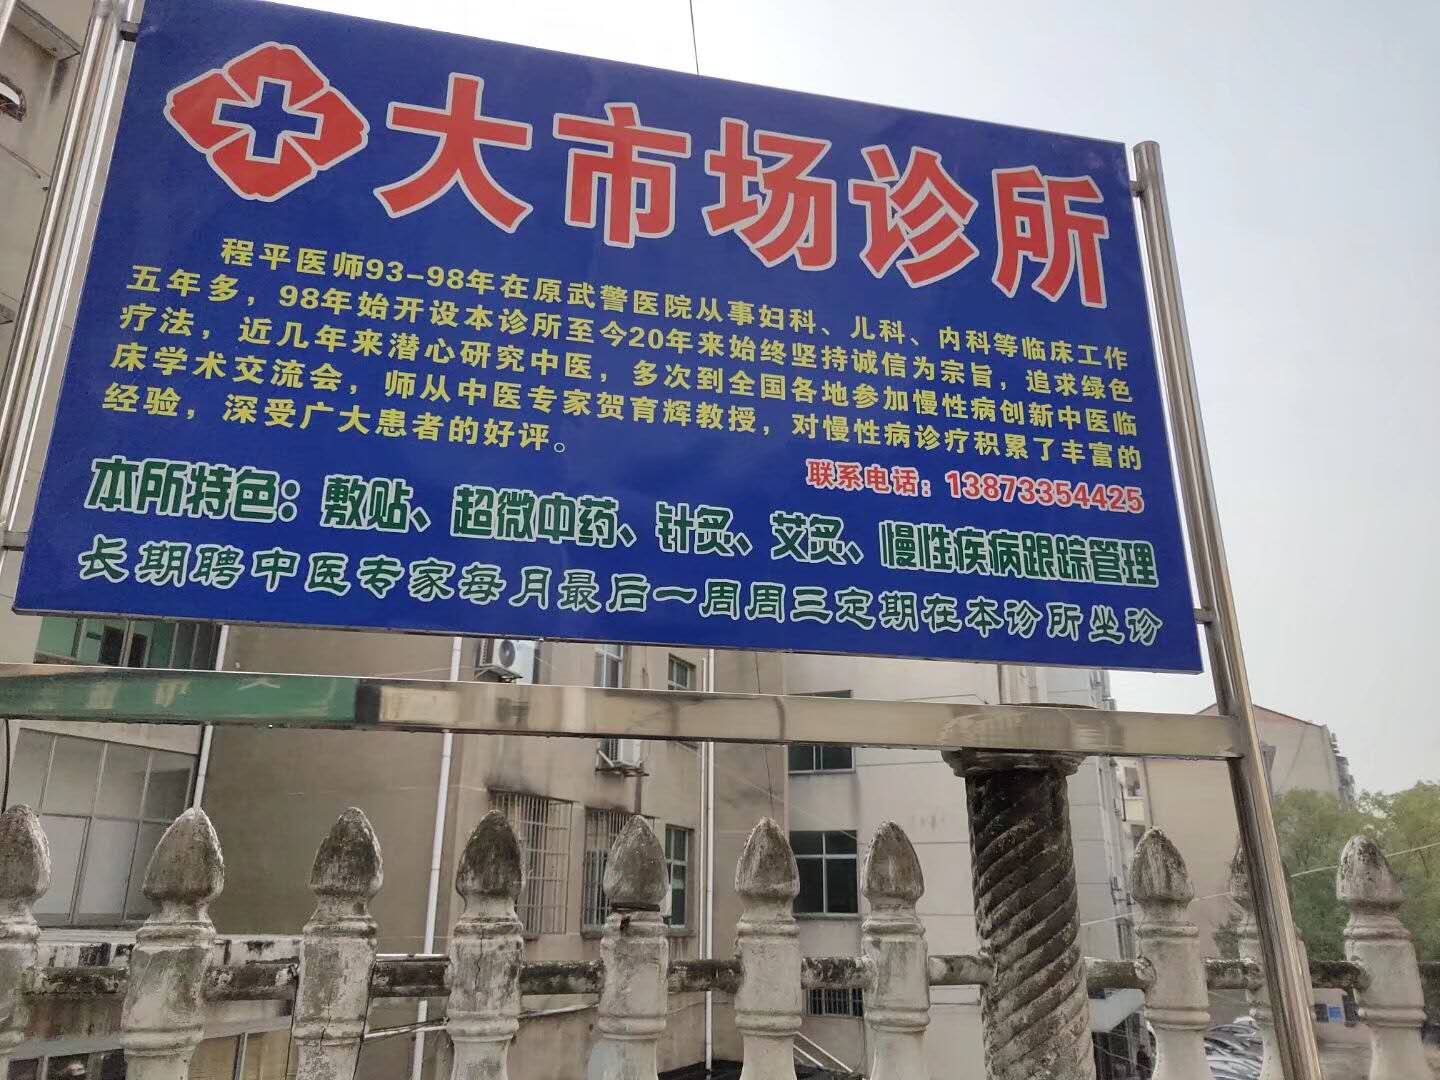 大市场诊所
程平医师93-98年在原武警医院从事妇科、儿科、内科等临床工作
五年多，98年始开设本诊所至今20年来始终坚持诚信为宗旨，追求绿色
疗法，近几年来潜心研究中医，多次到全国各地参加慢性病创新中医临
床学术交流会，师从中医专家贺育辉教授，对慢性病诊疗积累了丰富的
经验，深受广大患者的好评。
联系电话：13873354425
本所特色：敷贴、超微中药、针灸、艾灸、慢性疾病跟踪管理
长期聘中医专家每月最后一周周三定期在本诊所坐诊